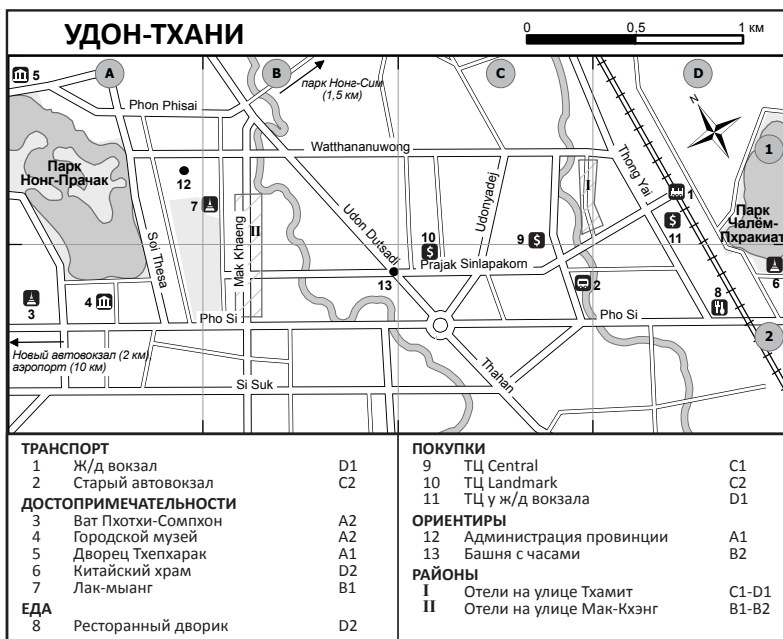 УДОН-ТХАНИ
0 0,5 1 км
5 A B C D
парк Нонг-Сим
(1,5 км)
N
Phon Phisai
Watthananuwong
1
Парк
Нонг-Прачак
12
7
Soi Thesa
Mak Khaeng
II
Udon Dutsadi
Udonyadej
I
Thong Yai
1
Парк
Чалём-
Пхракиат
10
9
11
Prajak Sinlapakorn
13
2
3
4
8
6
Pho Si
Pho Si
2
Новый автовокзал (2 км),
аэропорт (10 км)
Si Suk
Thahan
ТРАНСПОРТ
1 Ж/д вокзал D1
2 Старый автовокзал C2
ДОСТОПРИМЕЧАТЕЛЬНОСТИ
3 Ват Пхотхи-Сомпхон A2
4 Городской музей A2
5 Дворец Тхепхарак A1
6 Китайский храм D2
7 Лак-мыанг B1
ЕДА
8 Ресторанный дворик D2
ПОКУПКИ
9 ТЦ Central C1
10 ТЦ Landmark C2
11 ТЦ у ж/д вокзала D1
ОРИЕНТИРЫ
12 Администрация провинции A1
13 Башня с часами B2
РАЙОНЫ
I Отели на улице Тхамит C1-D1
II Отели на улице Мак-Кхэнг B1-B2